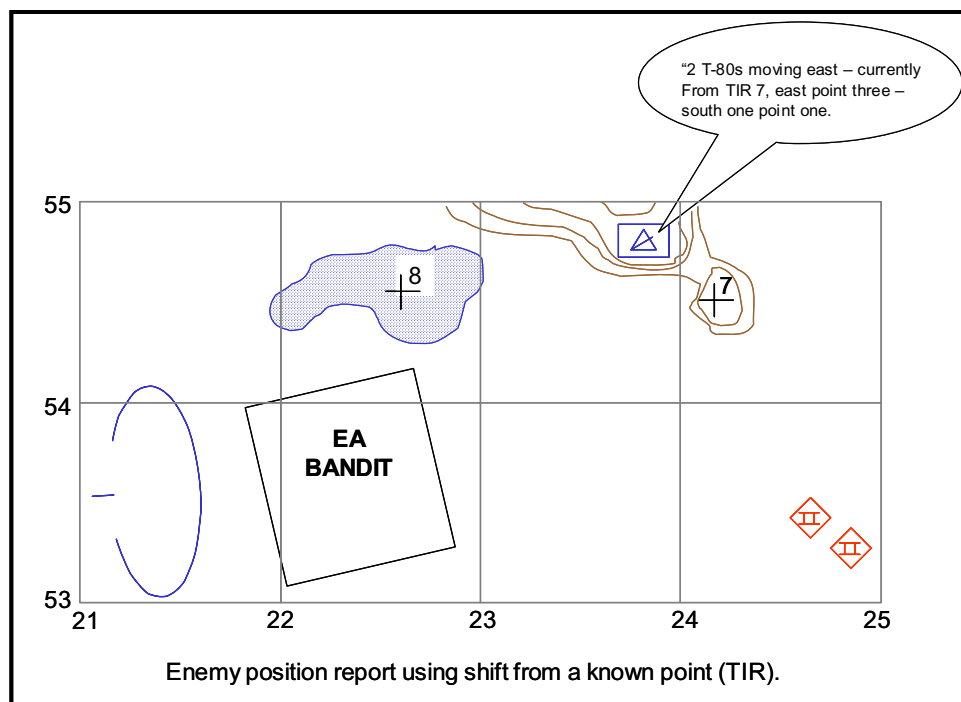 “2 T-80s moving east – currently
From TIR 7, east point three –
south one point one.
55
8
7
54
EA
BANDIT
53
21
22
23
24
25
Enemy position report using shift from a known point (TIR).